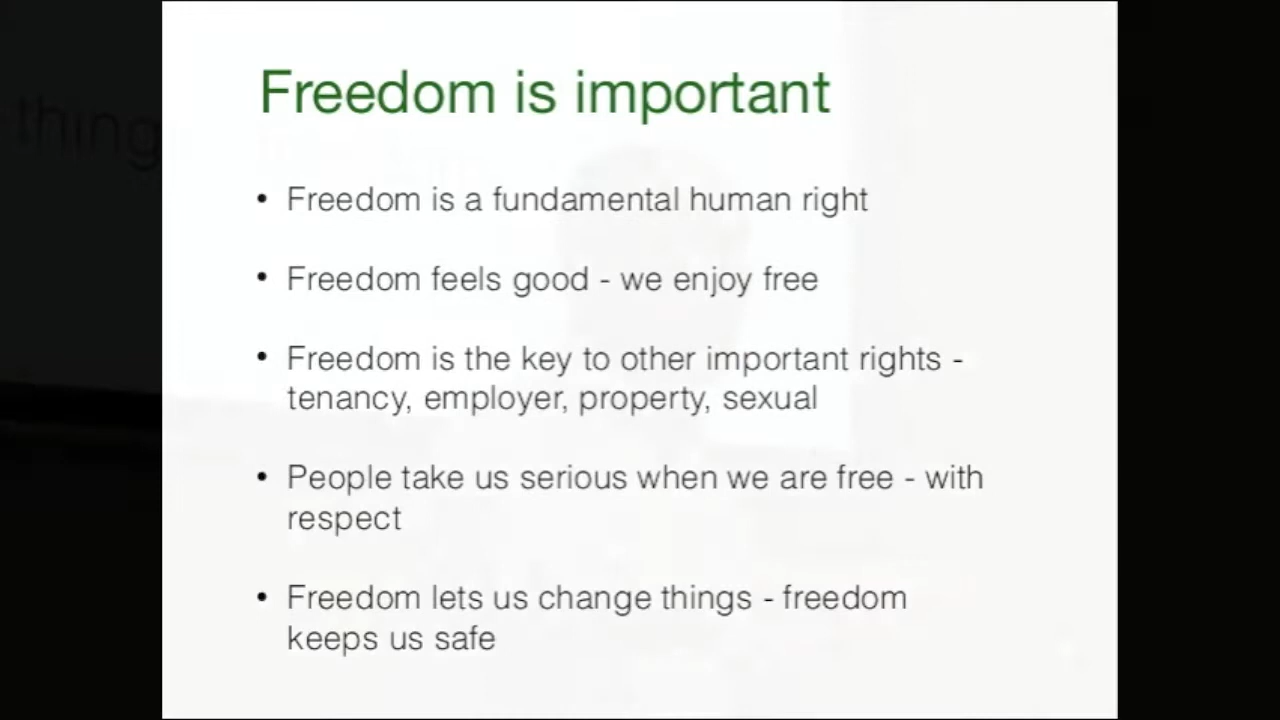 Freedom is important
• Freedom is a fundamental human right
• Freedom feels good - we enjoy free
• Freedom is the key to other important rights -
tenancy, employer, property, sexual
• People take us serious when we are free - with
respect
• Freedom lets us change things - freedom
keeps us safe
thing